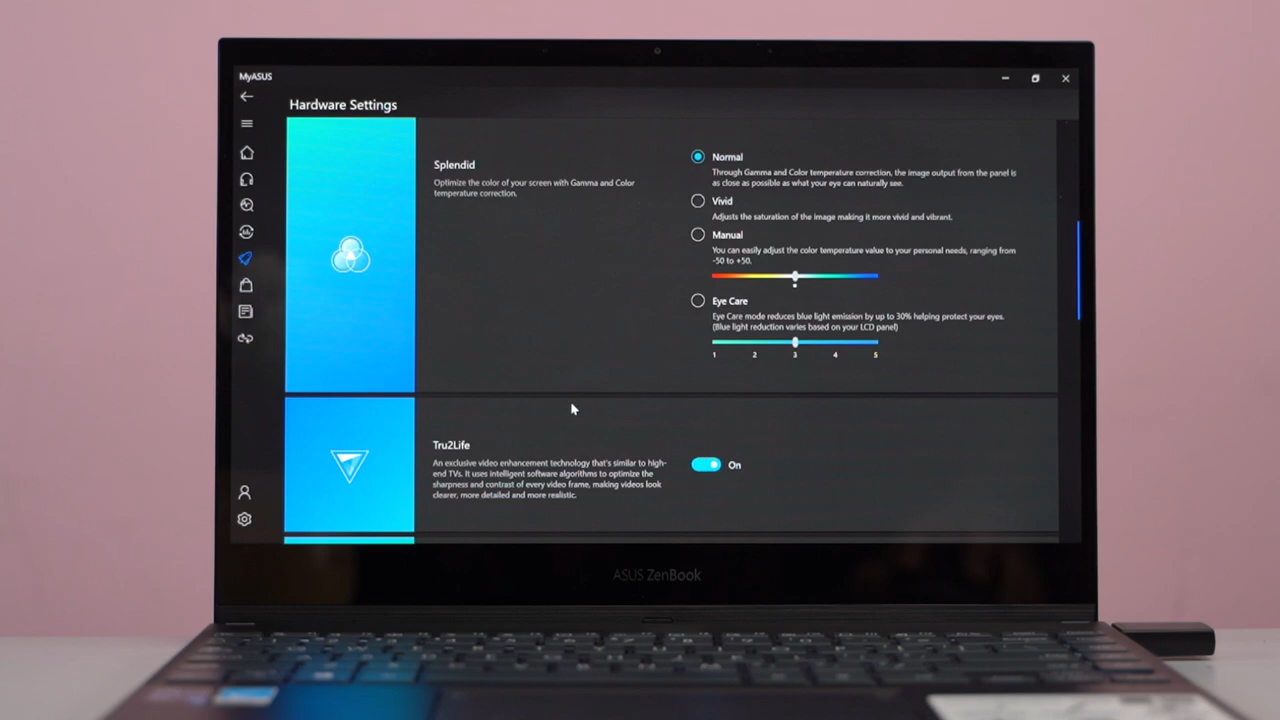 MyASUS
Hardware Settings
Splendid
Optimize the color of your screen with Gamma and Color
temperature correction.
Normal
Through Gamma and Color temperature correction, the image output from the panel is
as close as possible as what your eye can naturally see.
Vivid
Adjusts the saturation of the image making it more vivid and vibrant.
Manual
You can easily adjust the color temperature value to your personal needs, ranging from
-50 to +50.
Eye Care
Eye Care mode reduces blue light emission by up to 30% helping protect your eyes.
(Blue light reduction varies based on your LCD panel)
1 2 3 4 5
Tru2Life
An exclusive video enhancement technology that's similar to high-
end TVs. It uses intelligent software algorithms to optimize the
sharpness and contrast of every video frame, making videos look
clearer, more detailed and more realistic.
On
ASUS ZenBook